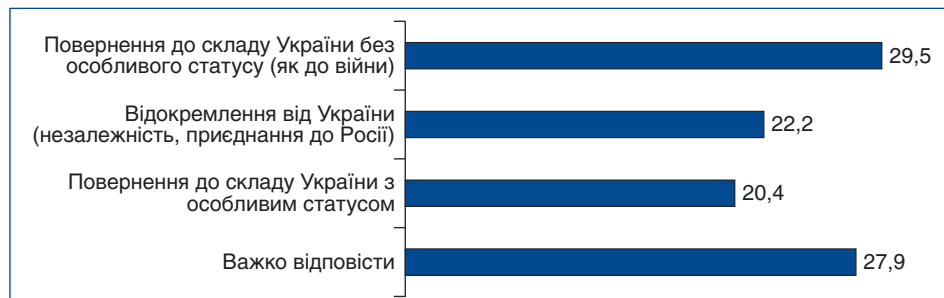 Повернення до складу України без
особливого статусу (як до війни)
29,5
Відокремлення від України
(незалежність, приєднання до Росії)
22,2
Повернення до складу України з
особливим статусом
20,4
Важко відповісти
27,9